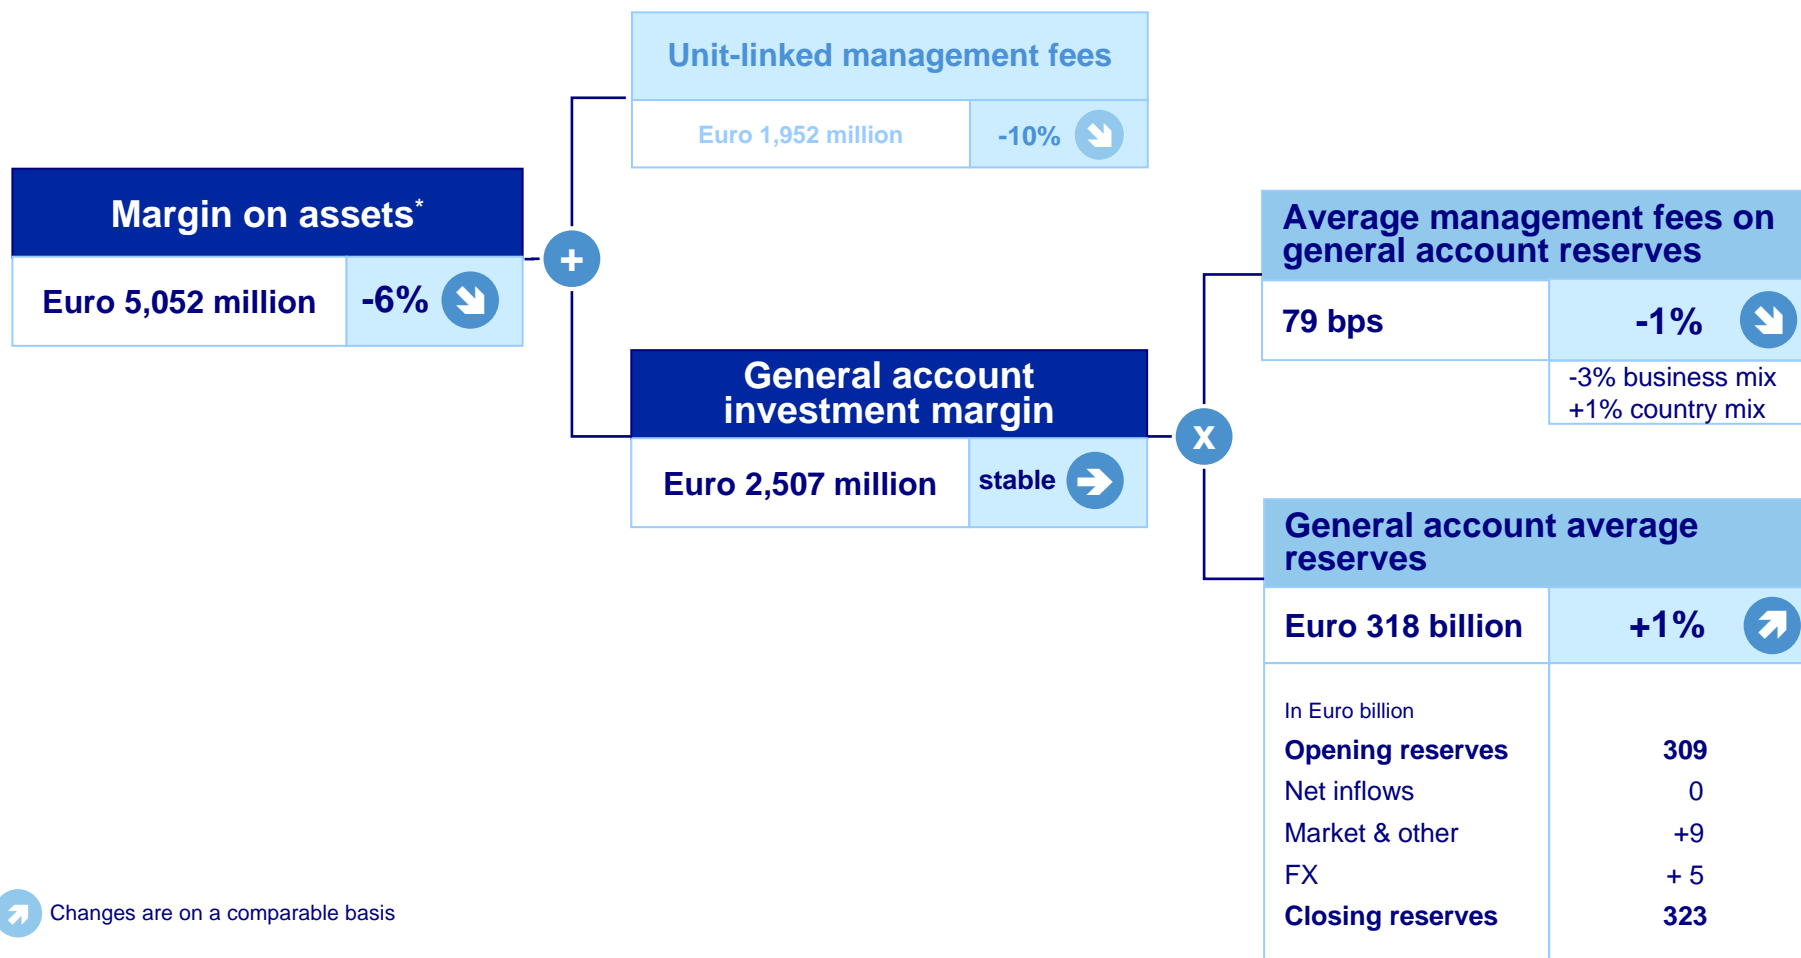 Unit-linked management fees
Euro 1,952 million -10%
Margin on assets*
Euro 5,052 million -6%
+
General account
investment margin
Euro 2,507 million stable
x
Average management fees on
general account reserves
79 bps -1%
-3% business mix
+1% country mix
General account average
reserves
Euro 318 billion +1%
In Euro billion
Opening reserves 309
Net inflows 0
Market & other +9
FX + 5
Closing reserves 323
Changes are on a comparable basis